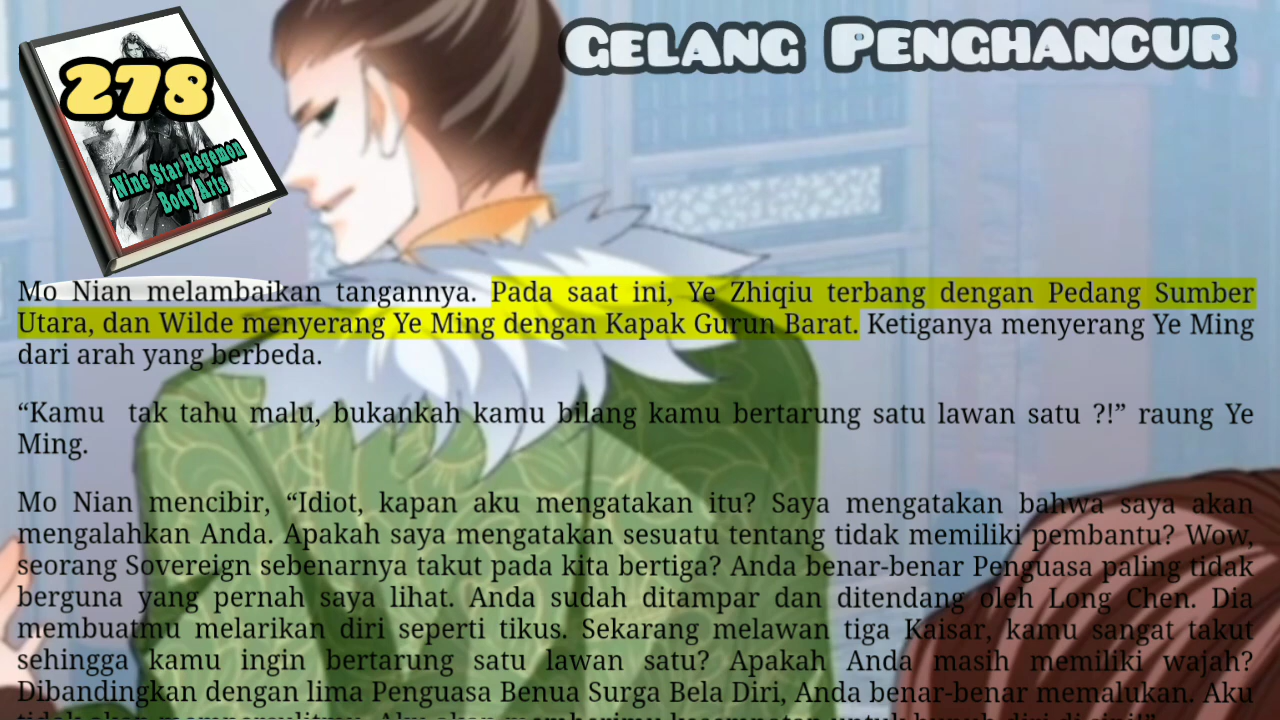 Gelang Penghancur
278
Nine Star Hegemon
Body Arts
Mo Nian melambaikan tangannya. Pada saat ini, Ye Zhiqiu terbang dengan Pedang Sumber
Utara, dan Wilde menyerang Ye Ming dengan Kapak Gurun Barat. Ketiganya menyerang Ye Ming
dari arah yang berbeda.
“Kamu tak tahu malu, bukankah kamu bilang kamu bertarung satu lawan satu ?!” raung Ye
Ming.
Mo Nian mencibir, “Idiot, kapan aku mengatakan itu? Saya mengatakan bahwa saya akan
mengalahkan Anda. Apakah saya mengatakan sesuatu tentang tidak memiliki pembantu? Wow,
seorang Sovereign sebenarnya takut pada kita bertiga? Anda benar-benar Penguasa paling tidak
berguna yang pernah saya lihat. Anda sudah ditampar dan ditendang oleh Long Chen. Dia
membuatmu melarikan diri seperti tikus. Sekarang melawan tiga Kaisar, kamu sangat takut
sehingga kamu ingin bertarung satu lawan satu? Apakah Anda masih memiliki wajah?
Dibandingkan dengan lima Penguasa Benua Surga Bela Diri, Anda benar-benar memalukan. Aku